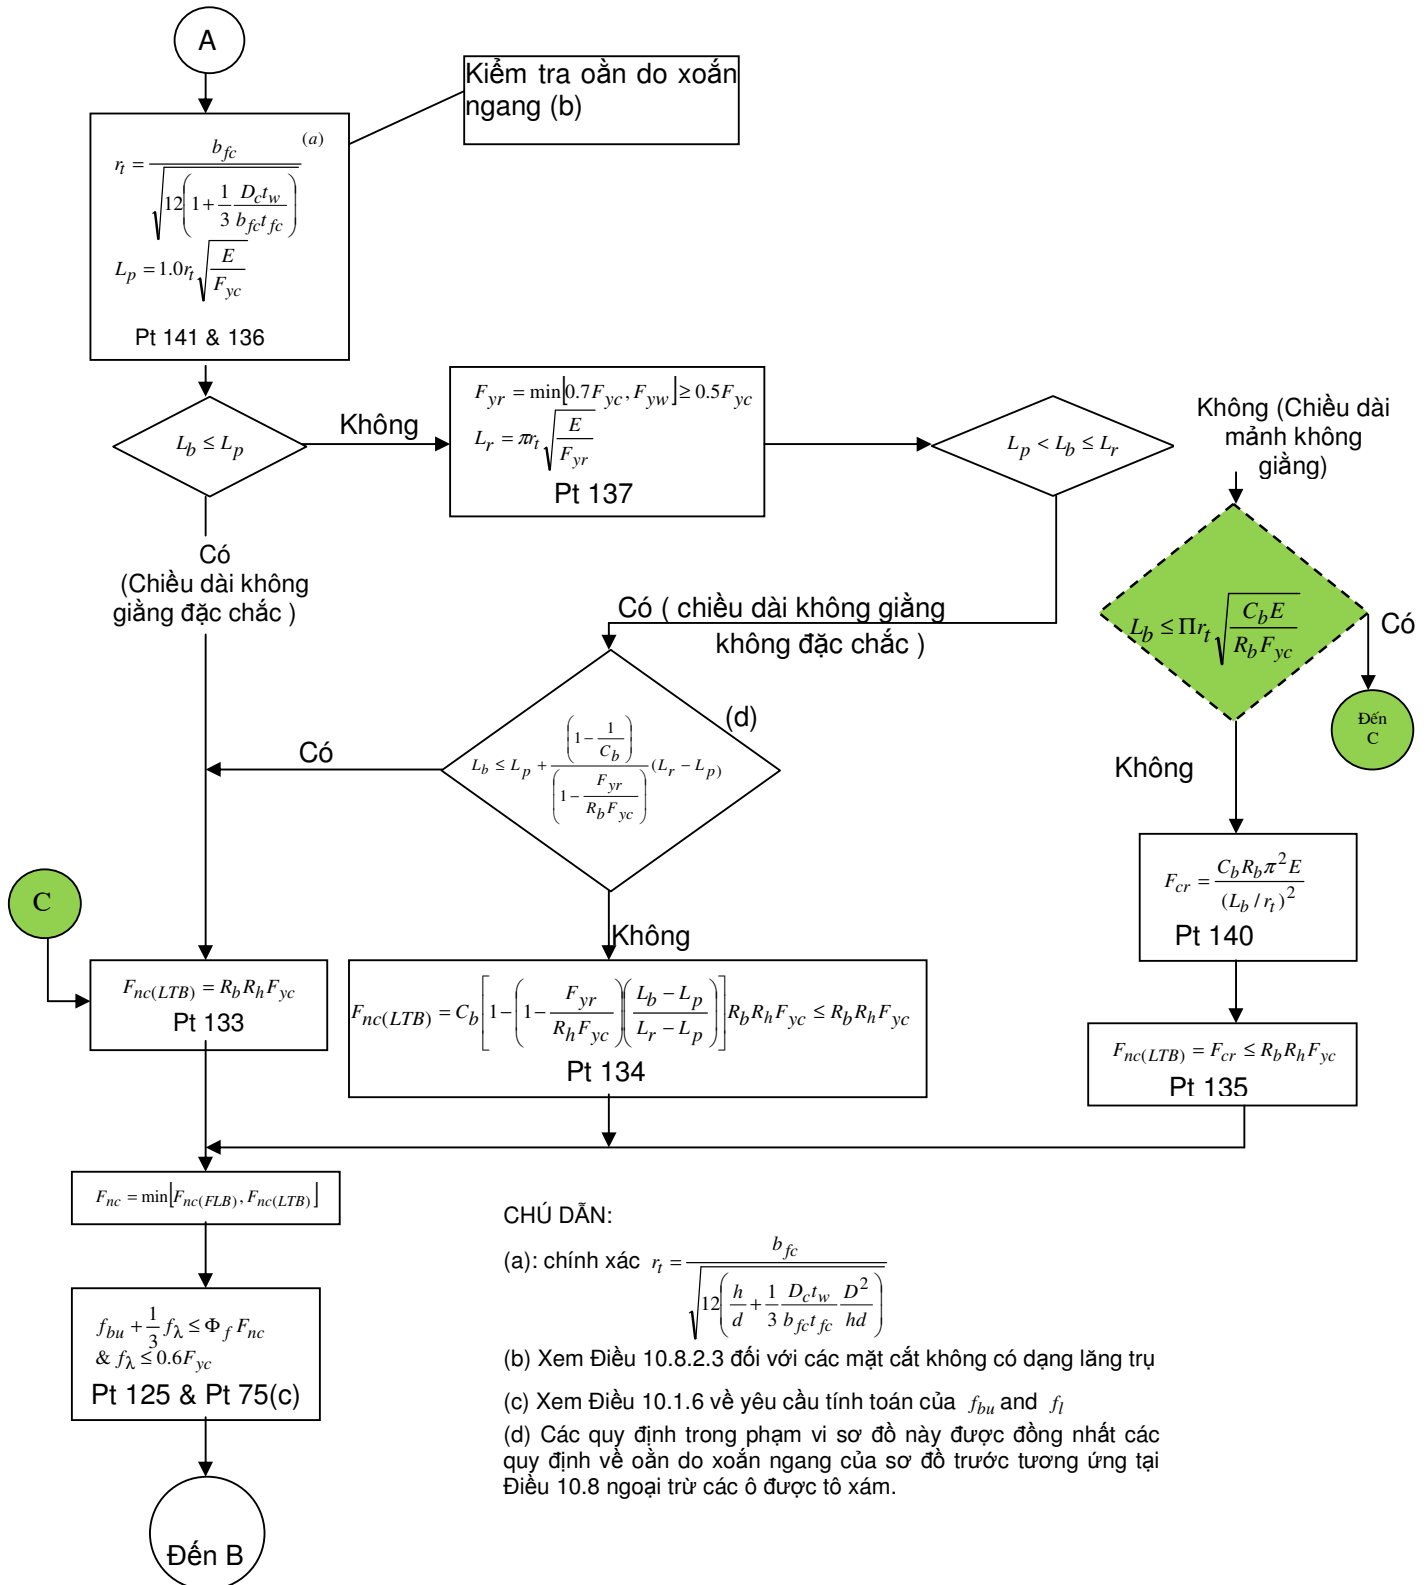 A
Kiểm tra oằn do xoắn
ngang (b)
r_t = b_fc / √(12(1 + 1/3 D_c t_w / b_fc t_fc)) (a)
L_p = 1.0r_t √(E / F_yc)
Pt 141 & 136
L_b ≤ L_p
Không
F_yr = min[0.7F_yc, F_yw] ≥ 0.5F_yc
L_r = πr_t √(E / F_yr)
Pt 137
L_p < L_b ≤ L_r
Không (Chiều dài
mảnh không
giằng)
Có
(Chiều dài không
giằng đặc chắc )
Có ( chiều dài không giằng
không đặc chắc )
L_b ≤ Πr_t √(C_b E / R_b F_yc)
Có
Đến
C
(d)
L_b ≤ L_p + (1 − 1/C_b) / (1 − F_yr / R_b F_yc) (L_r − L_p)
Có
Không
Không
C
F_cr = C_b R_b π² E / (L_b / r_t)²
Pt 140
F_nc(LTB) = R_b R_h F_yc
Pt 133
F_nc(LTB) = C_b [1 − (1 − F_yr / R_h F_yc)((L_b − L_p) / (L_r − L_p))] R_b R_h F_yc ≤ R_b R_h F_yc
Pt 134
F_nc(LTB) = F_cr ≤ R_b R_h F_yc
Pt 135
F_nc = min[F_nc(FLB), F_nc(LTB)]
f_bu + 1/3 f_λ ≤ Φ_f F_nc
& f_λ ≤ 0.6F_yc
Pt 125 & Pt 75(c)
Đến B
CHÚ DẪN:
(a): chính xác r_t = b_fc / √(12(h/d + 1/3 D_c t_w / b_fc t_fc D²/hd))
(b) Xem Điều 10.8.2.3 đối với các mặt cắt không có dạng lăng trụ
(c) Xem Điều 10.1.6 về yêu cầu tính toán của f_bu and f_l
(d) Các quy định trong phạm vi sơ đồ này được đồng nhất các
quy định về oằn do xoắn ngang của sơ đồ trước tương ứng tại
Điều 10.8 ngoại trừ các ô được tô xám.